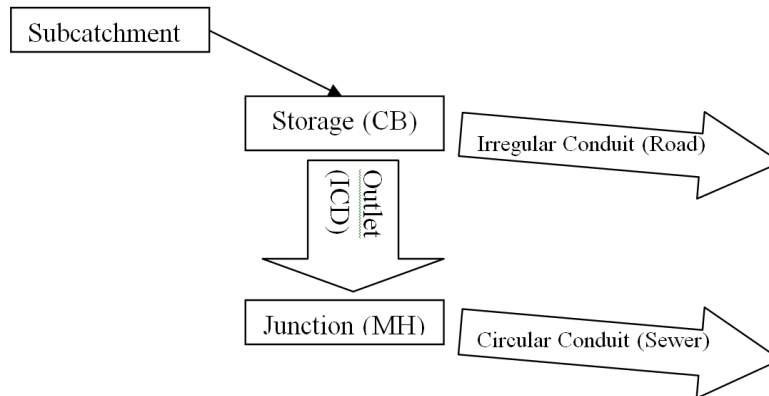 Subcatchment
Storage (CB)
Irregular Conduit (Road)
Outlet
(ICD)
Junction (MH)
Circular Conduit (Sewer)